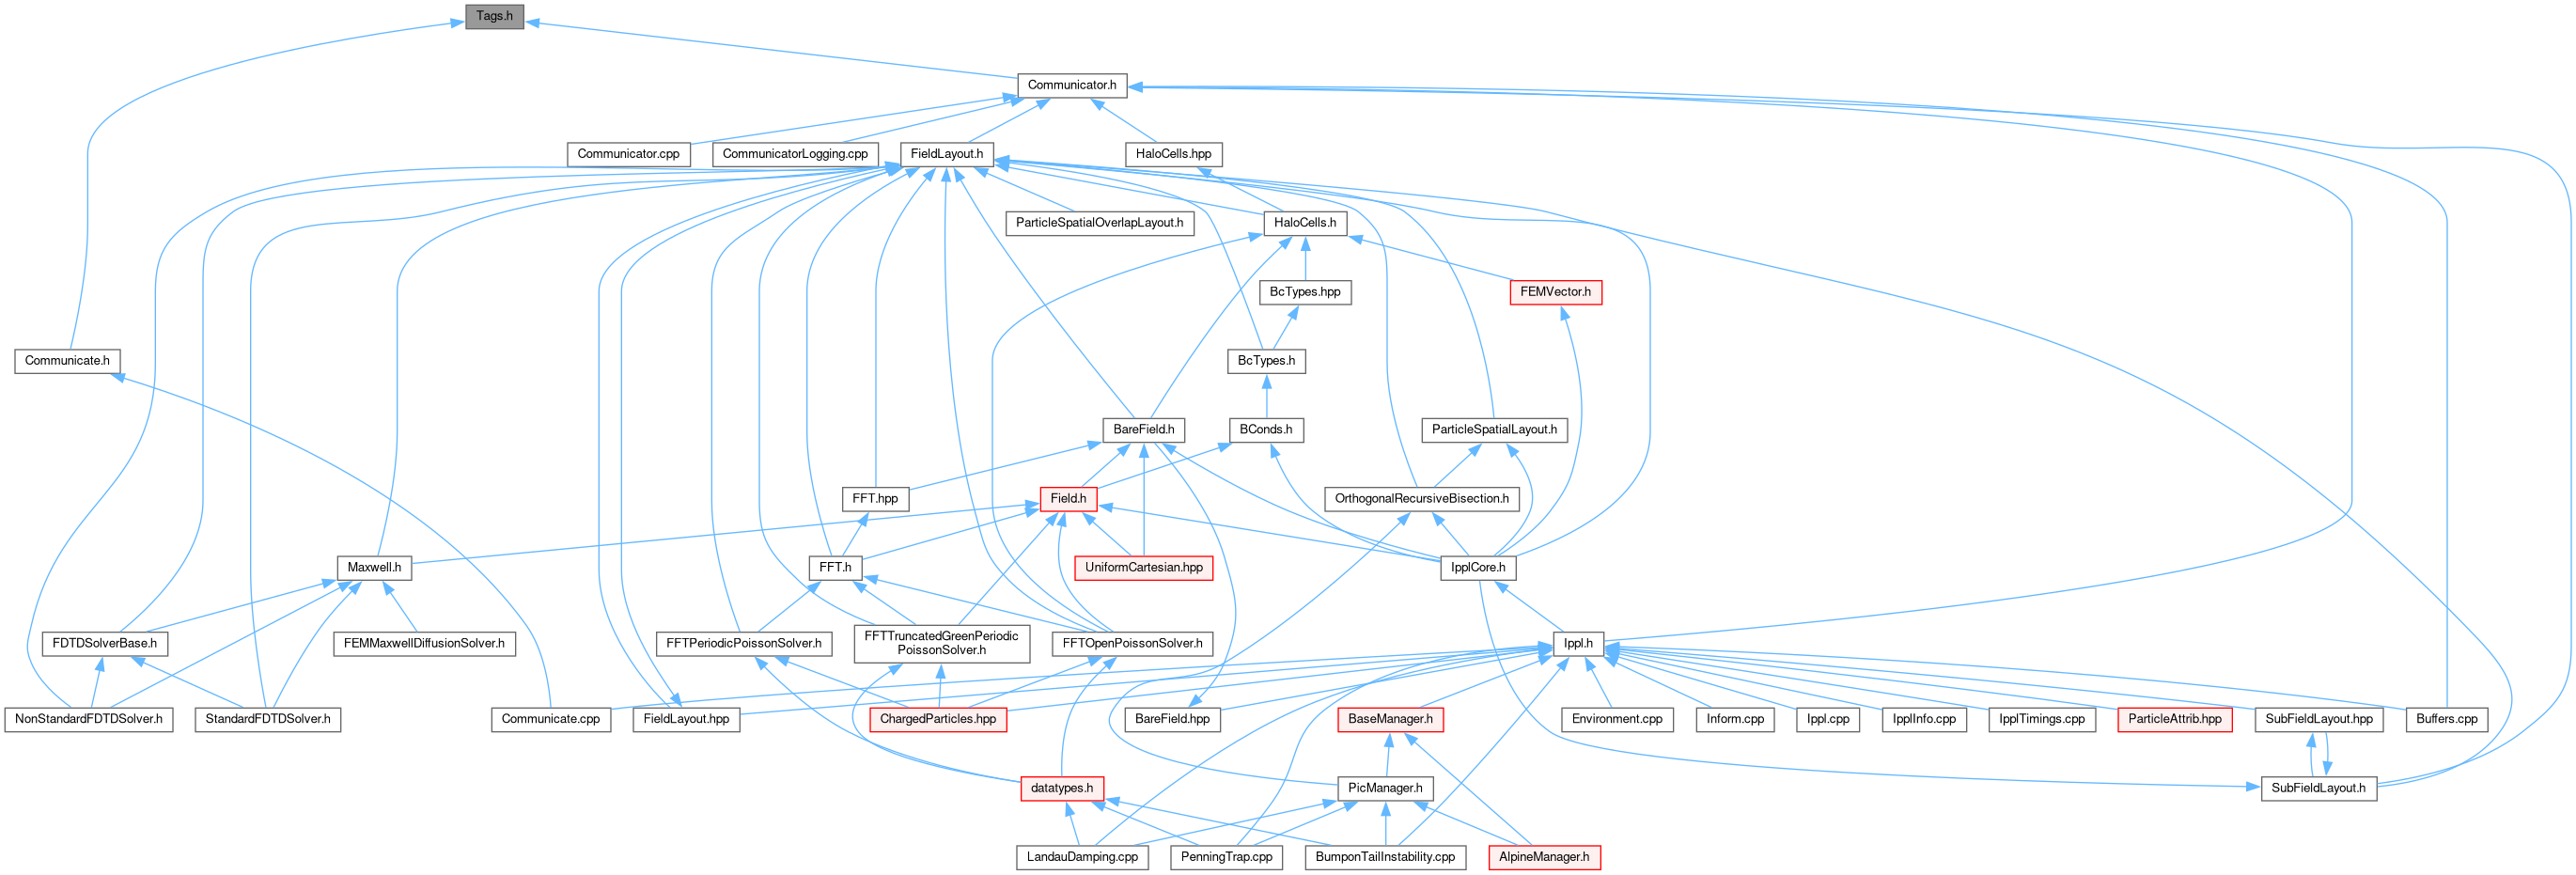 Tags.h
Communicator.h
Communicator.cpp
CommunicatorLogging.cpp
FieldLayout.h
HaloCells.hpp
ParticleSpatialOverlapLayout.h
HaloCells.h
BcTypes.hpp
FEMVector.h
Communicate.h
BcTypes.h
BareField.h
BConds.h
ParticleSpatialLayout.h
FFT.hpp
Field.h
OrthogonalRecursiveBisection.h
Maxwell.h
FFT.h
UniformCartesian.hpp
IpplCore.h
FDTDSolverBase.h
FEMMaxwellDiffusionSolver.h
FFTPeriodicPoissonSolver.h
FFTTruncatedGreenPeriodic
PoissonSolver.h
FFTOpenPoissonSolver.h
Ippl.h
NonStandardFDTDSolver.h
StandardFDTDSolver.h
Communicate.cpp
FieldLayout.hpp
ChargedParticles.hpp
BareField.hpp
BaseManager.h
Environment.cpp
Inform.cpp
Ippl.cpp
IpplInfo.cpp
IpplTimings.cpp
ParticleAttrib.hpp
SubFieldLayout.hpp
Buffers.cpp
datatypes.h
PicManager.h
SubFieldLayout.h
LandauDamping.cpp
PenningTrap.cpp
BumponTailInstability.cpp
AlpineManager.h